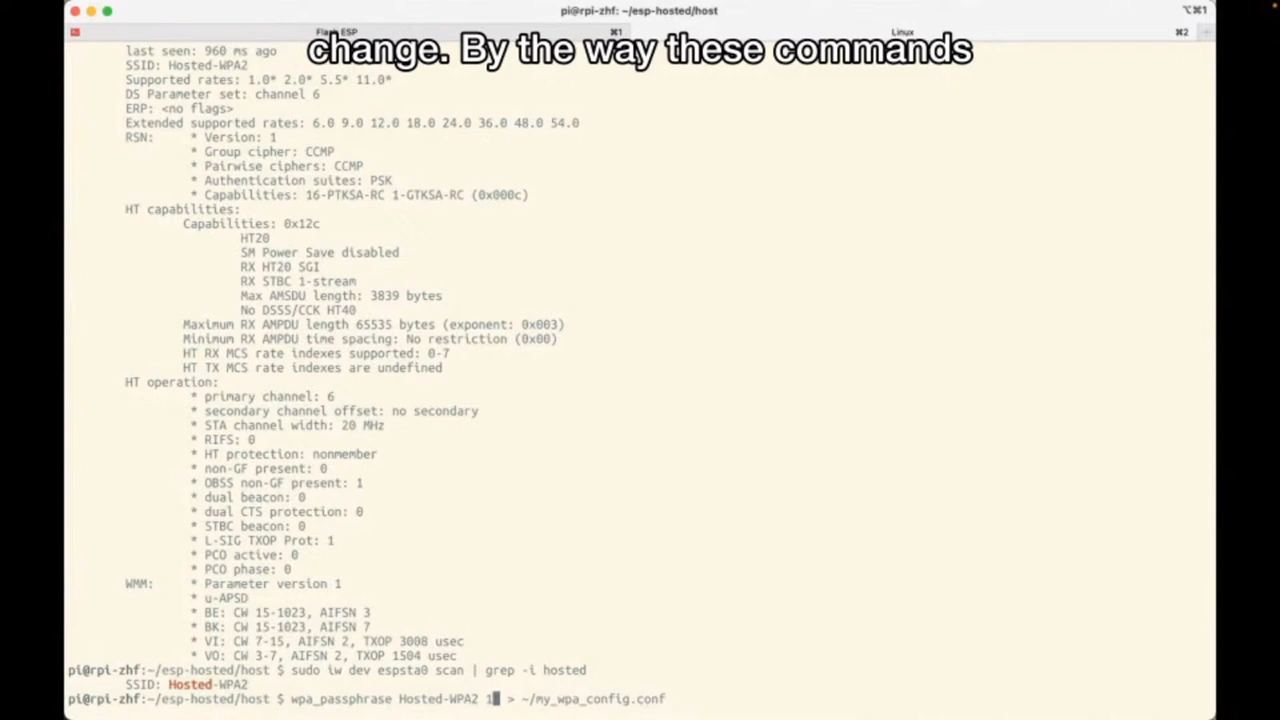 pi@rpi-zhf: ~/esp-hosted/host
⌥⌘1
Flash ESP
⌘1
Linux
⌘2
change. By the way these commands
last seen: 960 ms ago
SSID: Hosted-WPA2
Supported rates: 1.0* 2.0* 5.5* 11.0*
DS Parameter set: channel 6
ERP: <no flags>
Extended supported rates: 6.0 9.0 12.0 18.0 24.0 36.0 48.0 54.0
RSN: * Version: 1
* Group cipher: CCMP
* Pairwise ciphers: CCMP
* Authentication suites: PSK
* Capabilities: 16-PTKSA-RC 1-GTKSA-RC (0x000c)
HT capabilities:
Capabilities: 0x12c
HT20
SM Power Save disabled
RX HT20 SGI
RX STBC 1-stream
Max AMSDU length: 3839 bytes
No DSSS/CCK HT40
Maximum RX AMPDU length 65535 bytes (exponent: 0x003)
Minimum RX AMPDU time spacing: No restriction (0x00)
HT RX MCS rate indexes supported: 0-7
HT TX MCS rate indexes are undefined
HT operation:
* primary channel: 6
* secondary channel offset: no secondary
* STA channel width: 20 MHz
* RIFS: 0
* HT protection: nonmember
* non-GF present: 0
* OBSS non-GF present: 1
* dual beacon: 0
* dual CTS protection: 0
* STBC beacon: 0
* L-SIG TXOP Prot: 1
* PCO active: 0
* PCO phase: 0
WMM: * Parameter version 1
* u-APSD
* BE: CW 15-1023, AIFSN 3
* BK: CW 15-1023, AIFSN 7
* VI: CW 7-15, AIFSN 2, TXOP 3008 usec
* VO: CW 3-7, AIFSN 2, TXOP 1504 usec
pi@rpi-zhf:~/esp-hosted/host $ sudo iw dev espsta0 scan | grep -i hosted
SSID: Hosted-WPA2
pi@rpi-zhf:~/esp-hosted/host $ wpa_passphrase Hosted-WPA2 1 > ~/my_wpa_config.conf